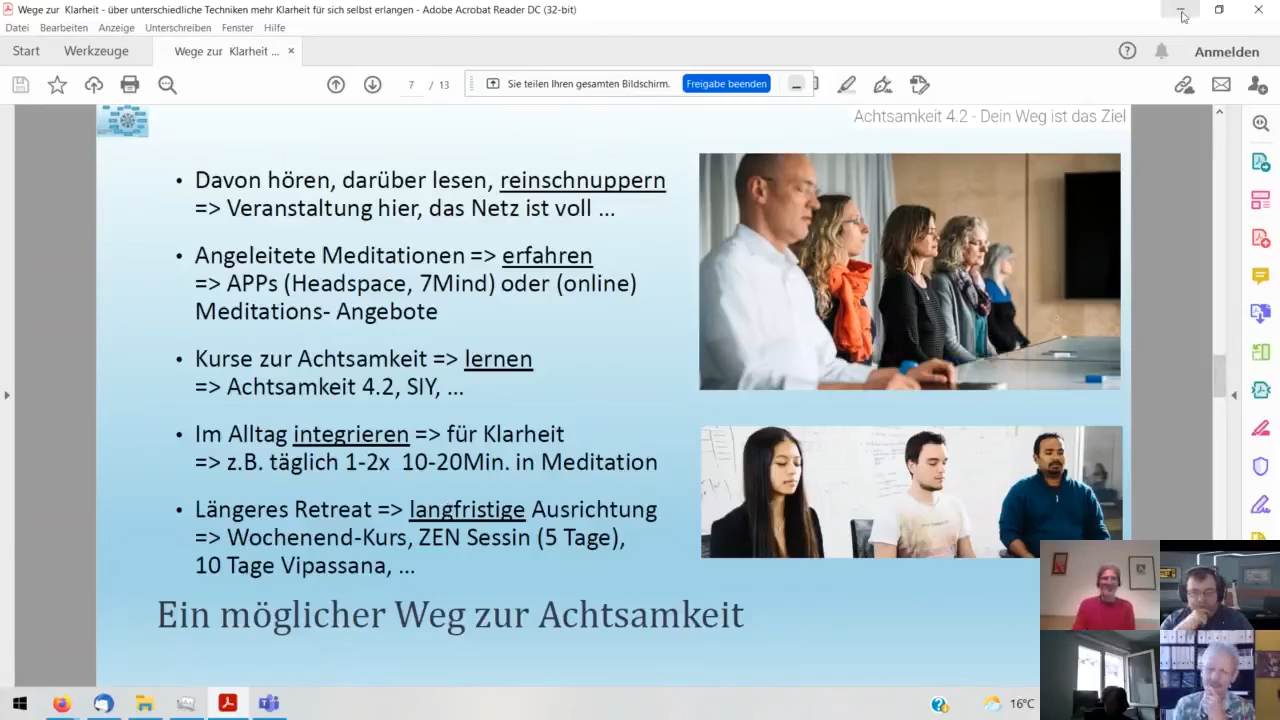 Wege zur Klarheit - über unterschiedliche Techniken mehr Klarheit für sich selbst erlangen - Adobe Acrobat Reader DC (32-bit)
Datei Bearbeiten Anzeige Unterschreiben Fenster Hilfe
Start Werkzeuge Wege zur Klarheit ... × Anmelden
7 / 13 Sie teilen Ihren gesamten Bildschirm. Freigabe beenden
Achtsamkeit 4.2 - Dein Weg ist das Ziel
• Davon hören, darüber lesen, reinschnuppern
=> Veranstaltung hier, das Netz ist voll ...
• Angeleitete Meditationen => erfahren
=> APPs (Headspace, 7Mind) oder (online)
Meditations- Angebote
• Kurse zur Achtsamkeit => lernen
=> Achtsamkeit 4.2, SIY, ...
• Im Alltag integrieren => für Klarheit
=> z.B. täglich 1-2x 10-20Min. in Meditation
• Längeres Retreat => langfristige Ausrichtung
=> Wochenend-Kurs, ZEN Sessin (5 Tage),
10 Tage Vipassana, ...
Ein möglicher Weg zur Achtsamkeit
16°C